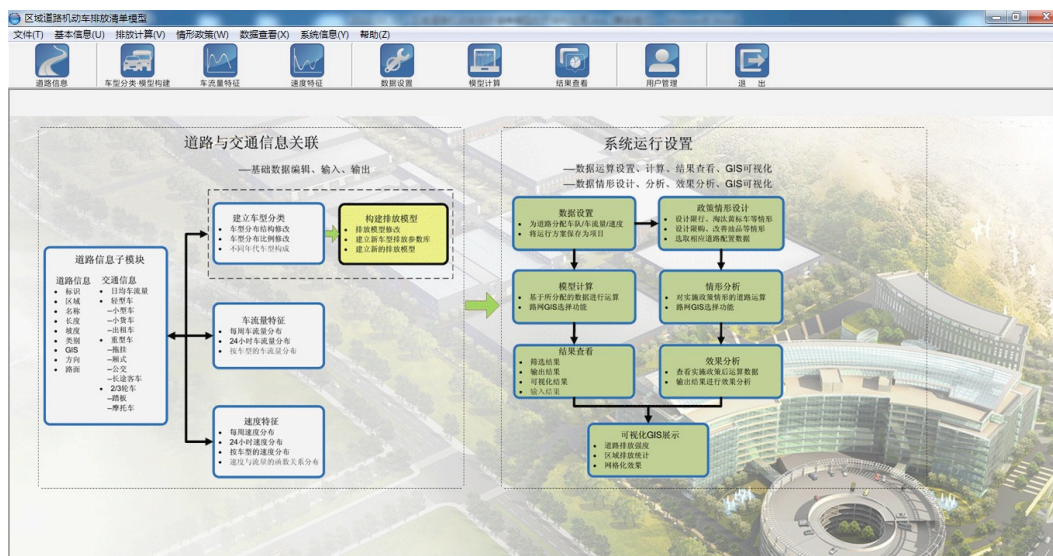 区域道路机动车排放清单模型
文件(T) 基本信息(U) 排放计算(V) 情形政策(W) 数据查看(X) 系统信息(Y) 帮助(Z)
道路信息 车型分类·模型构建 车流量特征 速度特征 数据设置 模型计算 结果查看 用户管理 退 出
道路与交通信息关联
—基础数据编辑、输入、输出
建立车型分类
• 车型分布结构修改
• 车型分布比例修改
• 不同年代车型构成
构建排放模型
• 排放模型修改
• 建立新车型排放参数库
• 建立新的排放模型
道路信息子模块
道路信息
• 标识
• 区域
• 名称
• 长度
• 坡度
• 类别
• GIS
• 方向
• 路面
交通信息
• 日均车流量
• 轻型车
–小型车
–小货车
–出租车
• 重型车
–拖挂
–厢式
–公交
–长途客车
• 2/3轮车
–踏板
–摩托车
车流量特征
• 每周车流量分布
• 24小时车流量分布
• 按车型的车流量分布
速度特征
• 每周速度分布
• 24小时速度分布
• 按车型的速度分布
• 速度与流量的函数关系分布
系统运行设置
—数据运算设置、计算、结果查看、GIS可视化
—数据情形设计、分析、效果分析、GIS可视化
数据设置
• 为道路分配车队/车流量/速度
• 将运行方案保存为项目
政策情形设计
• 设计限行、淘汰黄标车等情形
• 设计限购、改善油品等情形
• 选取相应道路配置数据
模型计算
• 基于所分配的数据进行运算
• 路网GIS选择功能
情形分析
• 对实施政策情形的道路运算
• 路网GIS选择功能
结果查看
• 筛选结果
• 输出结果
• 可视化结果
• 输入结果
效果分析
• 查看实施政策后运算数据
• 输出结果进行效果分析
可视化GIS展示
• 道路排放强度
• 区域排放统计
• 网格化效果